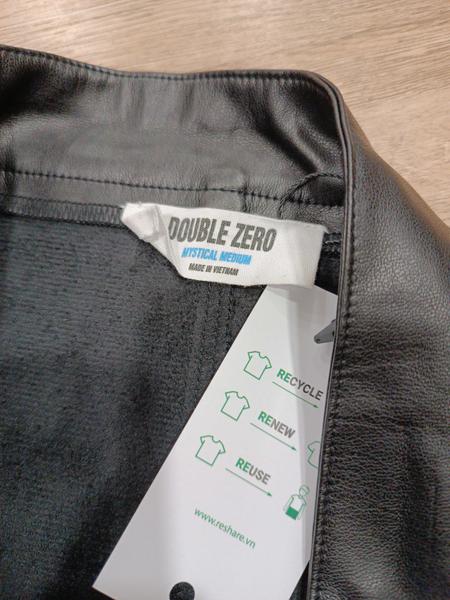 DOUBLE ZERO
MYSTICAL MEDIUM
MADE IN VIETNAM
RECYCLE
RENEW
REUSE
www.reshare.vn